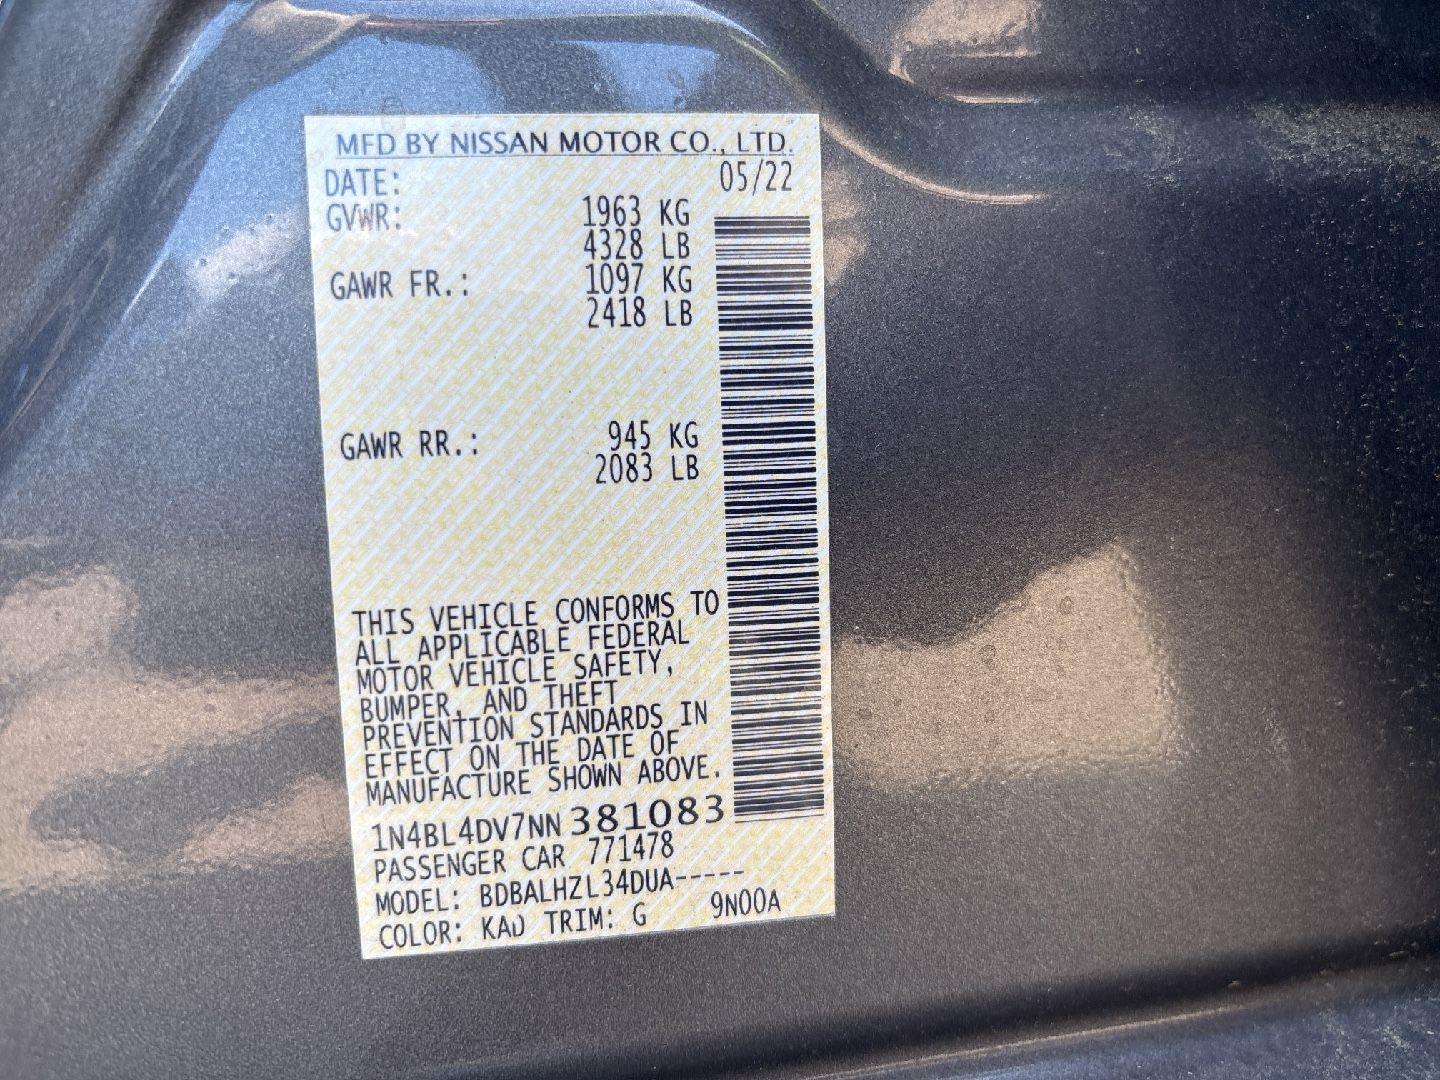 MFD BY NISSAN MOTOR CO., LTD.
DATE: 05/22
GVWR: 1963 KG
4328 LB
GAWR FR.: 1097 KG
2418 LB
GAWR RR.: 945 KG
2083 LB
THIS VEHICLE CONFORMS TO
ALL APPLICABLE FEDERAL
MOTOR VEHICLE SAFETY,
BUMPER, AND THEFT
PREVENTION STANDARDS IN
EFFECT ON THE DATE OF
MANUFACTURE SHOWN ABOVE.
1N4BL4DV7NN381083
PASSENGER CAR 771478
MODEL: BDBALHZL34DUA-----
COLOR: KAD TRIM: G 9N00A